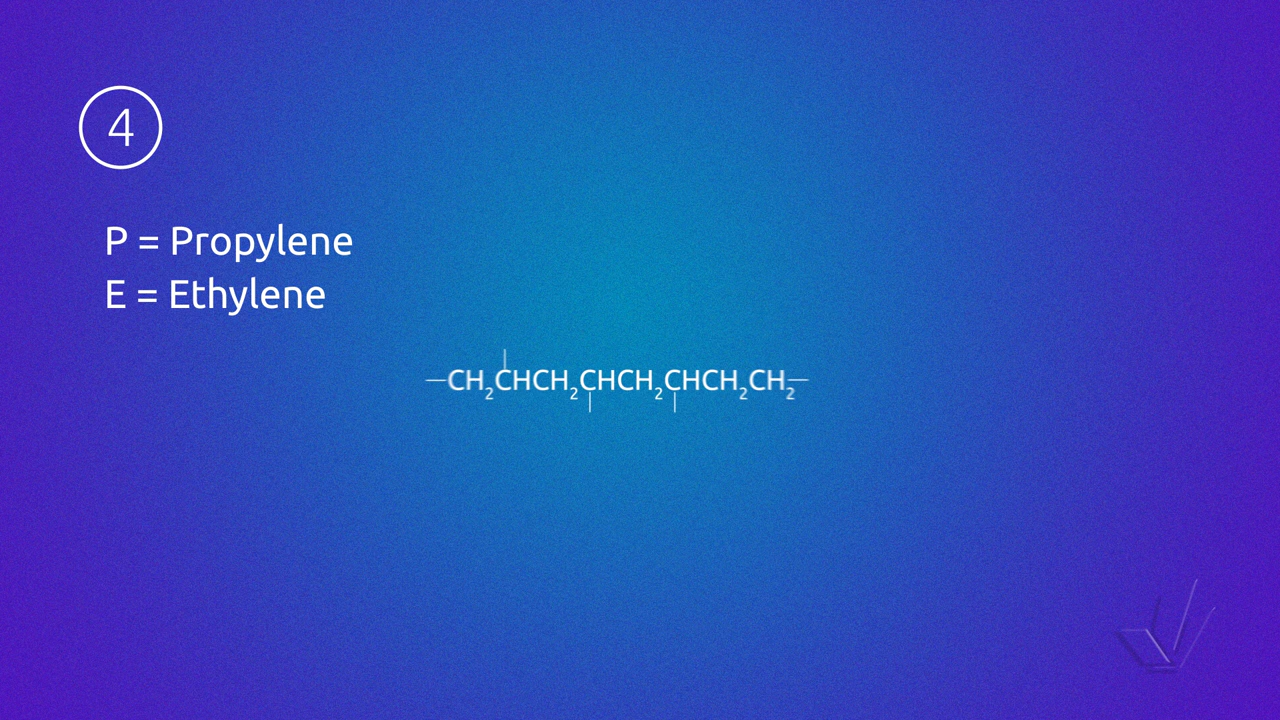 4
P = Propylene
E = Ethylene
—CH₂CHCH₂CHCH₂CHCH₂CH₂—